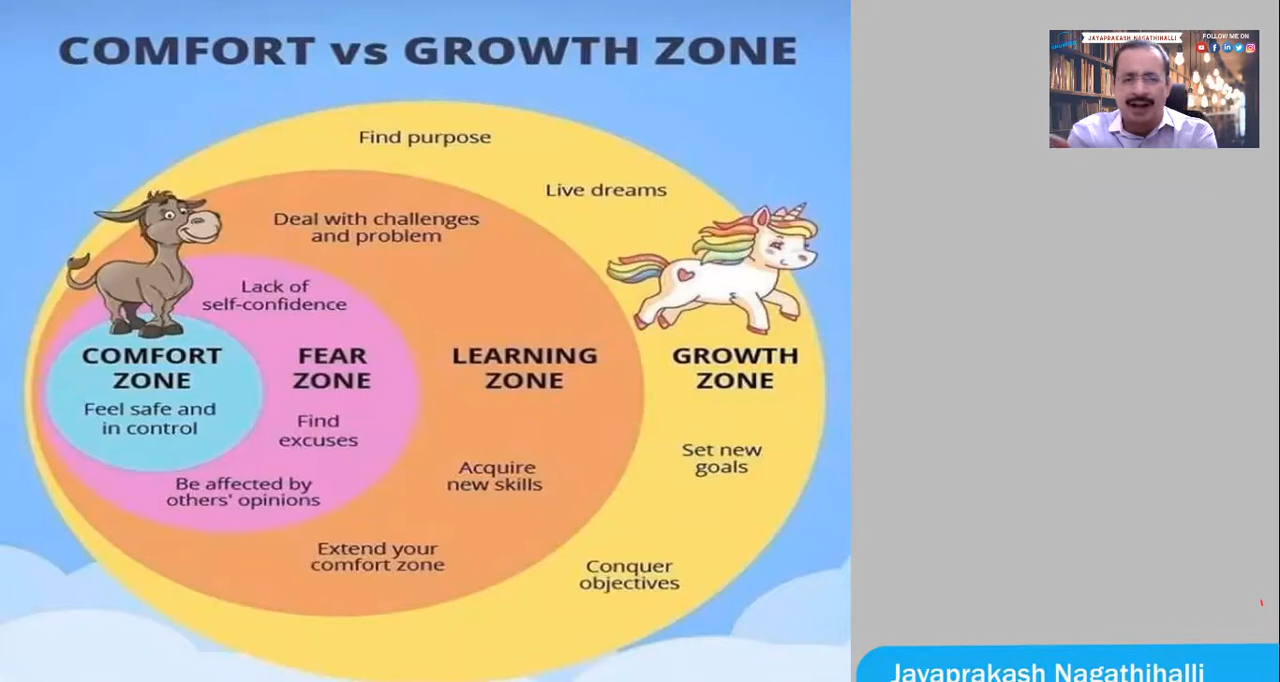 COMFORT vs GROWTH ZONE
Find purpose
Live dreams
Deal with challenges
and problem
Lack of
self-confidence
COMFORT
ZONE
Feel safe and
in control
FEAR
ZONE
Find
excuses
Be affected by
others' opinions
LEARNING
ZONE
Acquire
new skills
Extend your
comfort zone
GROWTH
ZONE
Set new
goals
Conquer
objectives
JAYAPRAKASH NAGATHIHALLI
FOLLOW ME ON
Jayaprakash Nagathihalli